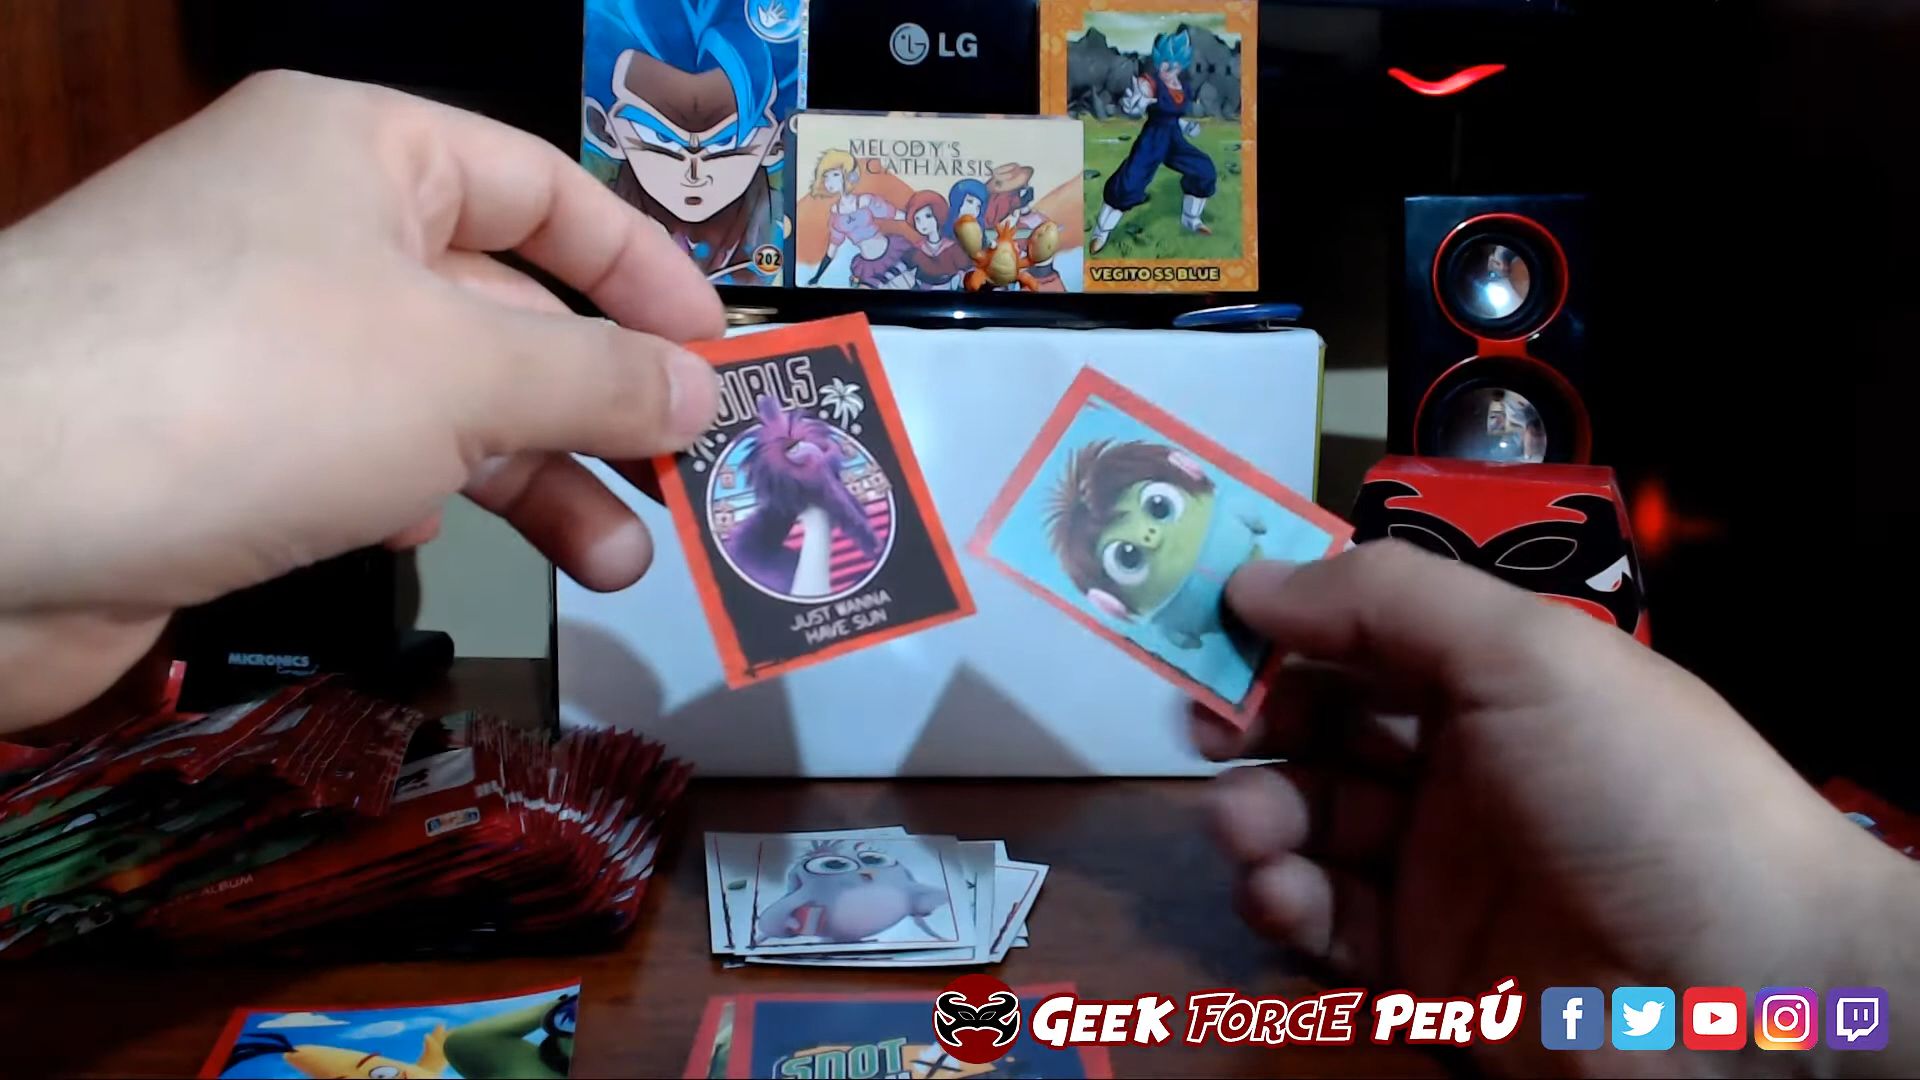 LG
MELODY'S
CATHARSIS
202
VEGITO SS BLUE
GIRLS
JUST WANNA
HAVE SUN
MICRONICS
ALBUM
SNOT
GEEK FORCE PERÚ